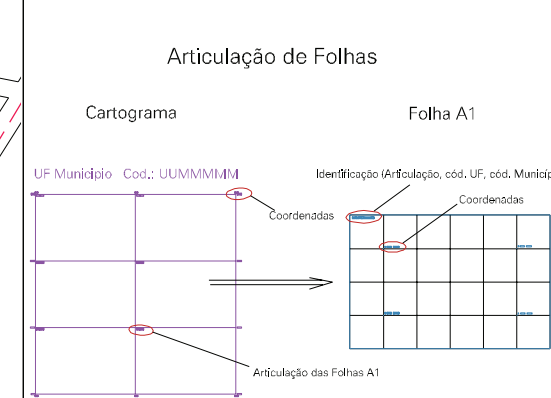 Articulação de Folhas
Cartograma
Folha A1
UF Municipio Cod.: UUMMMMM
Identificação (Articulação, cód. UF, cód. Municíp
Coordenadas
Coordenadas
Articulação das Folhas A1